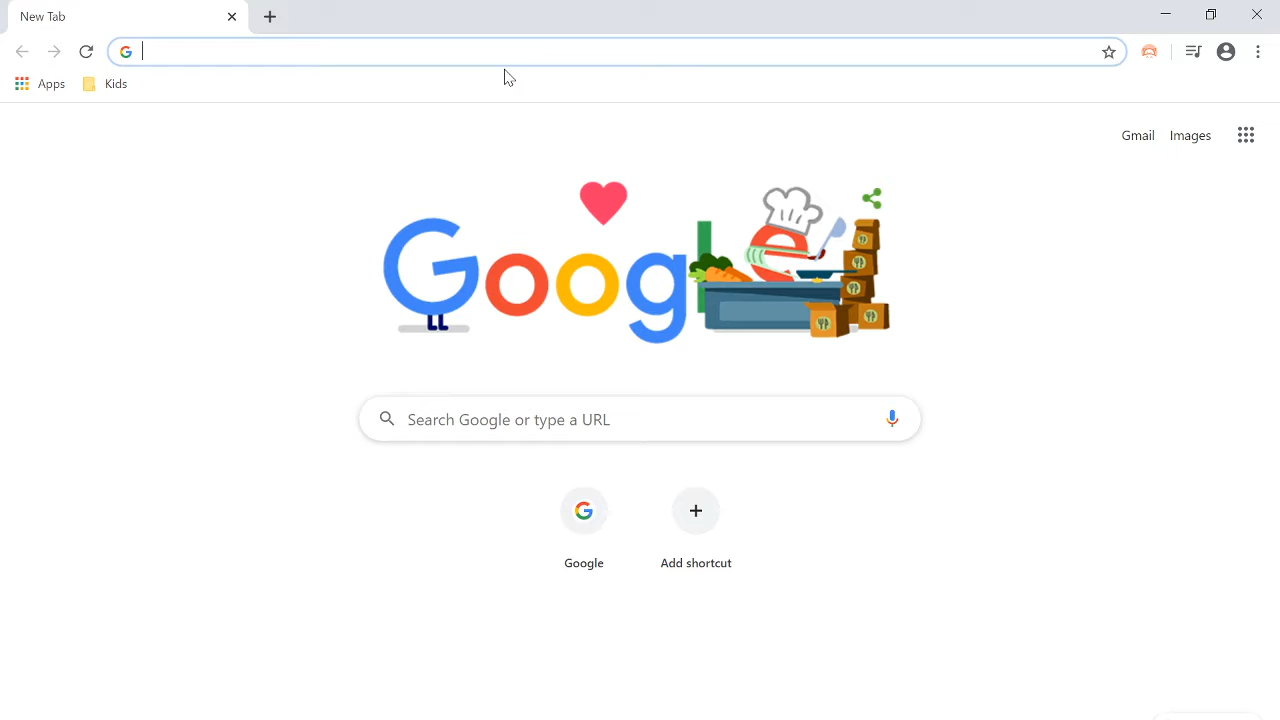 New Tab
Apps
Kids
Gmail
Images
Google
Search Google or type a URL
Google
Add shortcut